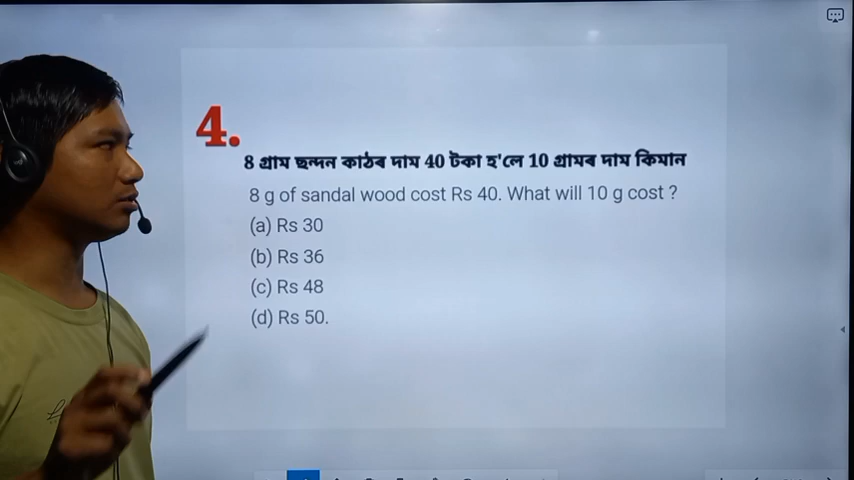 4.
8 গ্ৰাম ছন্দন কাঠৰ দাম 40 টকা হ'লে 10 গ্ৰামৰ দাম কিমান
8 g of sandal wood cost Rs 40. What will 10 g cost ?
(a) Rs 30
(b) Rs 36
(c) Rs 48
(d) Rs 50.